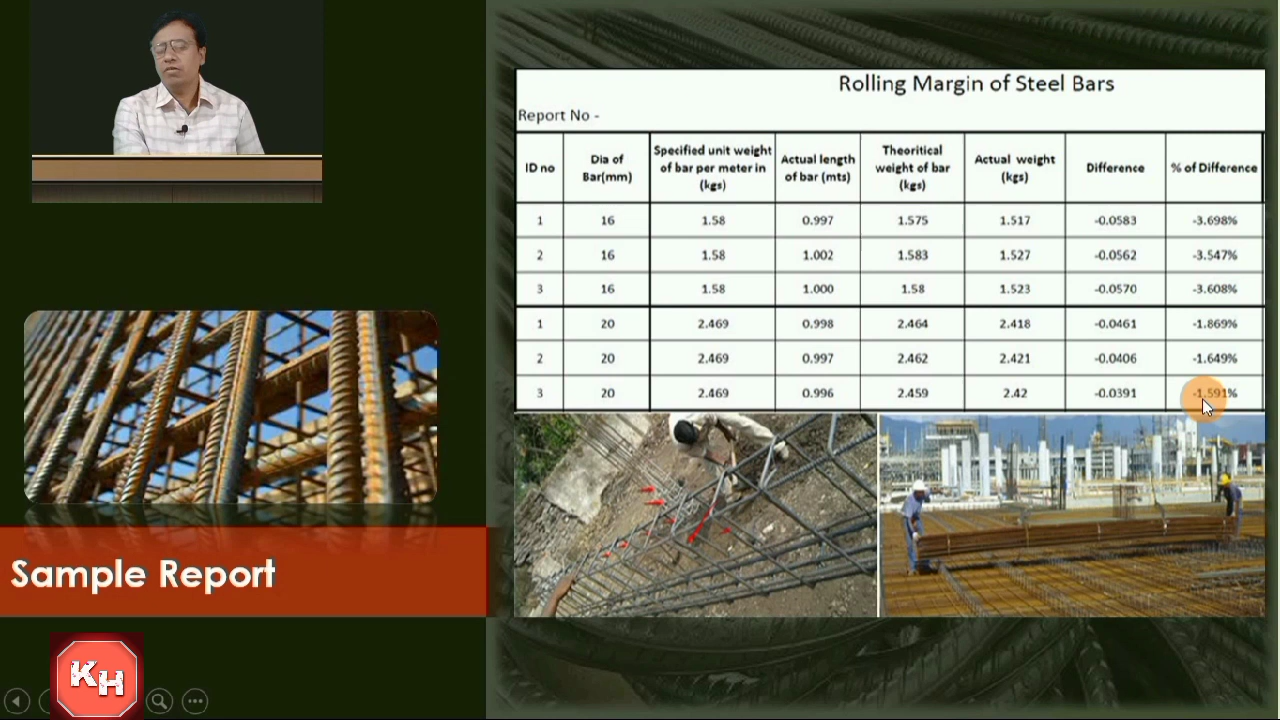 Rolling Margin of Steel Bars
Report No -
ID no
Dia of
Bar(mm)
Specified unit weight
of bar per meter in
(kgs)
Actual length
of bar (mts)
Theoritical
weight of bar
(kgs)
Actual weight
(kgs)
Difference
% of Difference
1 16 1.58 0.997 1.575 1.517 -0.0583 -3.698%
2 16 1.58 1.002 1.583 1.527 -0.0562 -3.547%
3 16 1.58 1.000 1.58 1.523 -0.0570 -3.608%
1 20 2.469 0.998 2.464 2.418 -0.0461 -1.869%
2 20 2.469 0.997 2.462 2.421 -0.0406 -1.649%
3 20 2.469 0.996 2.459 2.42 -0.0391 -1.591%
Sample Report
KH